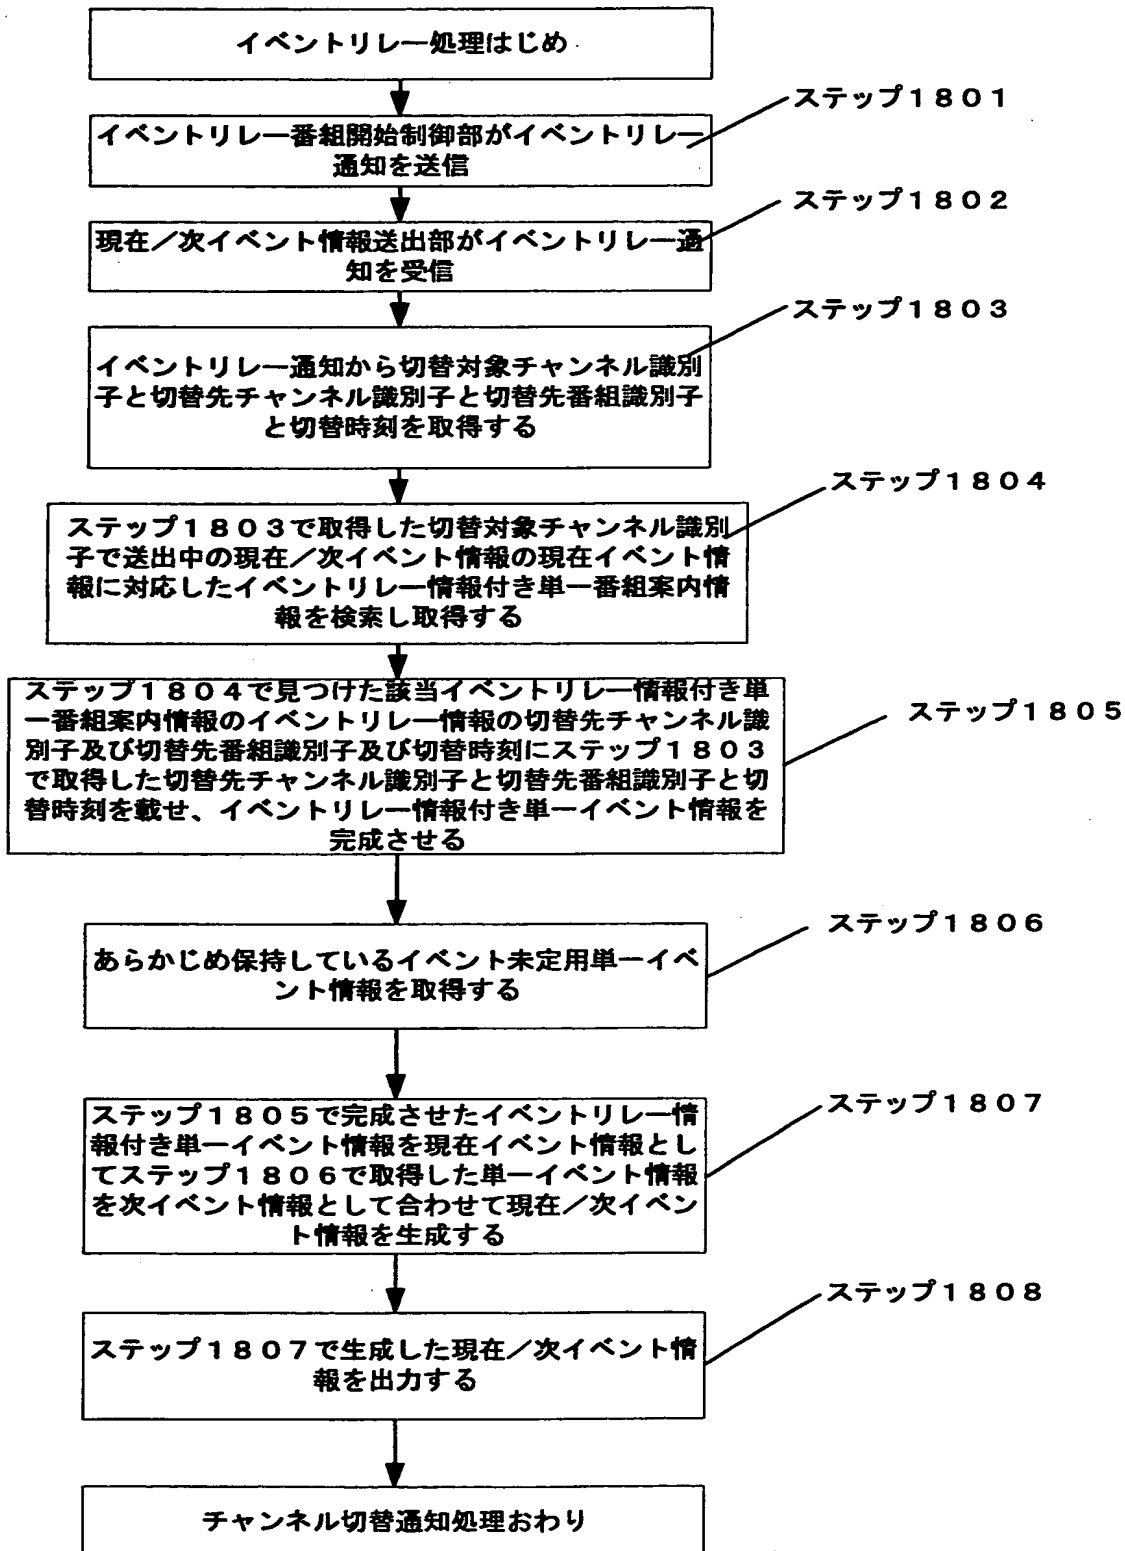 イベントリレー処理はじめ
ステップ1801
イベントリレー番組開始制御部がイベントリレー
通知を送信
ステップ1802
現在/次イベント情報送出部がイベントリレー通
知を受信
ステップ1803
イベントリレー通知から切替対象チャンネル識別
子と切替先チャンネル識別子と切替先番組識別子
と切替時刻を取得する
ステップ1804
ステップ1803で取得した切替対象チャンネル識別
子で送出中の現在/次イベント情報の現在イベント情
報に対応したイベントリレー情報付き単一番組案内情
報を検索し取得する
ステップ1805
ステップ1804で見つけた該当イベントリレー情報付き単
一番組案内情報のイベントリレー情報の切替先チャンネル識
別子及び切替先番組識別子及び切替時刻にステップ1803
で取得した切替先チャンネル識別子と切替先番組識別子と切
替時刻を載せ、イベントリレー情報付き単一イベント情報を
完成させる
ステップ1806
あらかじめ保持しているイベント未定用単一イベ
ント情報を取得する
ステップ1807
ステップ1805で完成させたイベントリレー情
報付き単一イベント情報を現在イベント情報とし
てステップ1806で取得した単一イベント情報
を次イベント情報として合わせて現在/次イベン
ト情報を生成する
ステップ1808
ステップ1807で生成した現在/次イベント情
報を出力する
チャンネル切替通知処理おわり